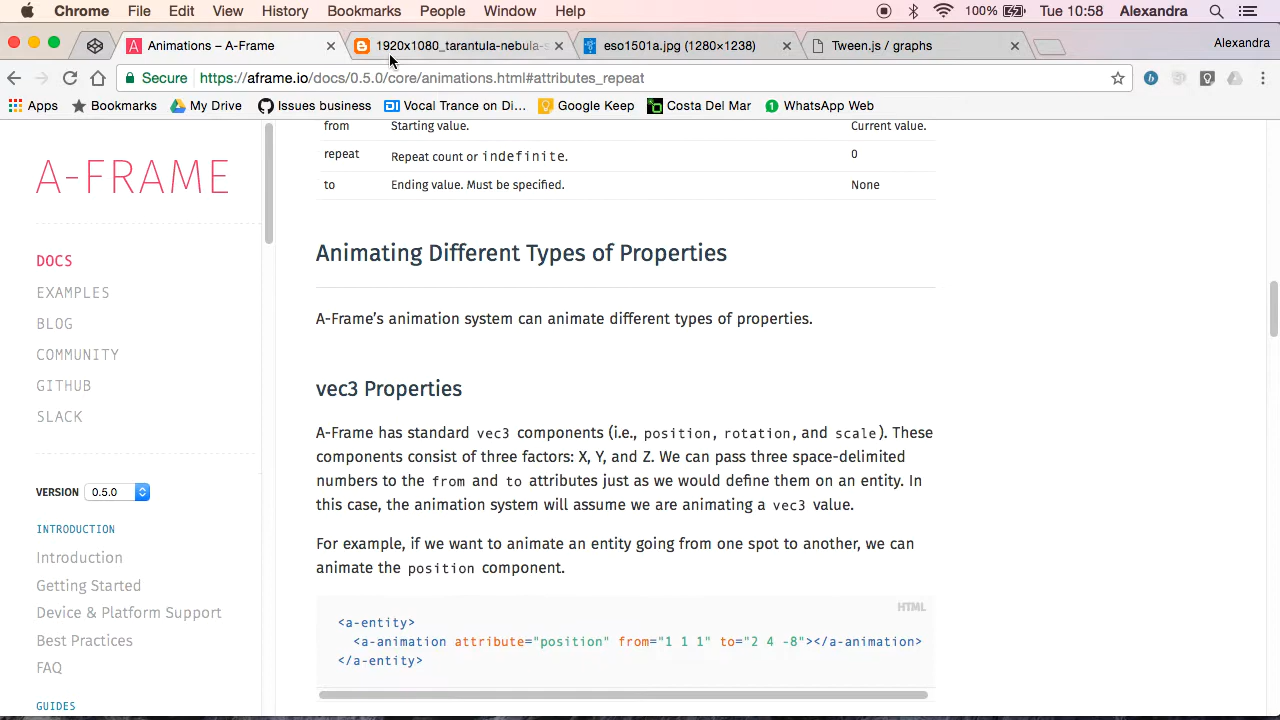 Chrome File Edit View History Bookmarks People Window Help 100% Tue 10:58 Alexandra
Animations – A-Frame 1920x1080_tarantula-nebula- eso1501a.jpg (1280×1238) Tween.js / graphs Alexandra
Secure https://aframe.io/docs/0.5.0/core/animations.html#attributes_repeat
Apps Bookmarks My Drive Issues business Vocal Trance on Di... Google Keep Costa Del Mar WhatsApp Web
from Starting value. Current value.
repeat Repeat count or indefinite. 0
to Ending value. Must be specified. None
A-FRAME
DOCS
EXAMPLES
BLOG
COMMUNITY
GITHUB
SLACK
VERSION 0.5.0
INTRODUCTION
Introduction
Getting Started
Device & Platform Support
Best Practices
FAQ
GUIDES
Animating Different Types of Properties
A-Frame’s animation system can animate different types of properties.
vec3 Properties
A-Frame has standard vec3 components (i.e., position, rotation, and scale). These
components consist of three factors: X, Y, and Z. We can pass three space-delimited
numbers to the from and to attributes just as we would define them on an entity. In
this case, the animation system will assume we are animating a vec3 value.
For example, if we want to animate an entity going from one spot to another, we can
animate the position component.
HTML
<a-entity>
<a-animation attribute="position" from="1 1 1" to="2 4 -8"></a-animation>
</a-entity>